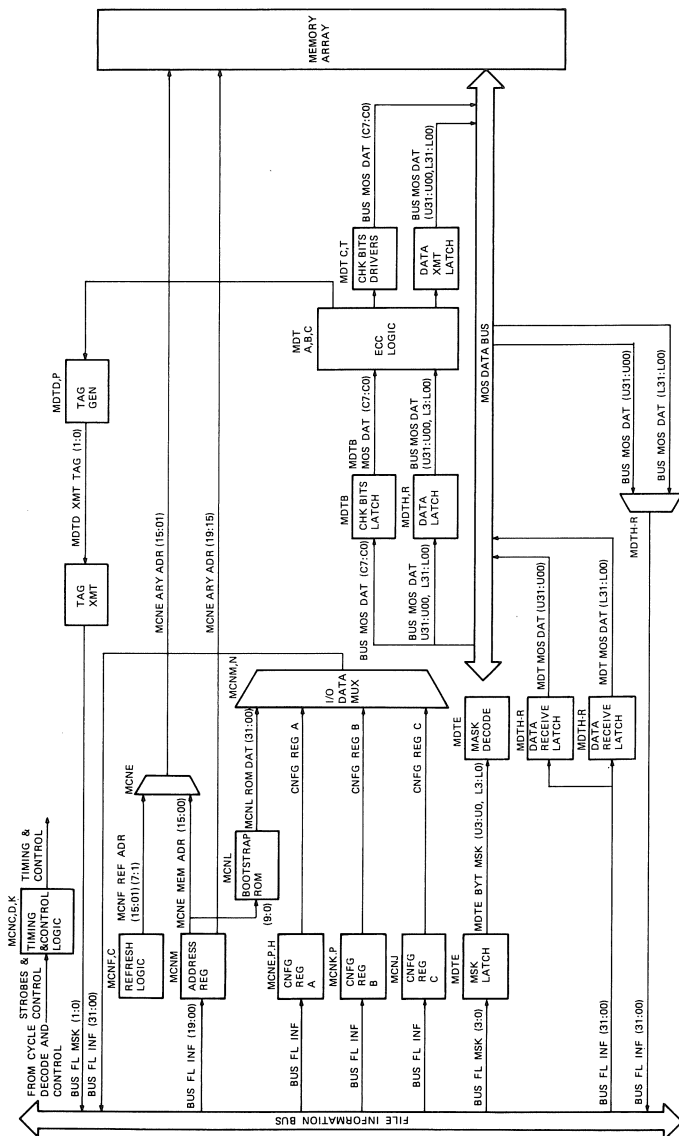 FROM CYCLE CONTROL
DECODE AND
CONTROL
STROBES &
MCNC,D,K
TIMING
&CONTROL
LOGIC
TIMING &
CONTROL
BUS FL MSK (1:0)
BUS FL INF (31:00)
TAG
XMT
MDTD XMT TAG (1:0)
MDTD,P
TAG
GEN
MCNF,C
REFRESH
LOGIC
MCNF REF ADR
(15:01) (7:1)
MCNE
MCNE ARY ADR (15:01)
BUS FL INF (19:00)
MCNM
ADDRESS
REG
MCNE MEM ADR (15:00)
MCNE ARY ADR (19:15)
(9:0)
MCNL
BOOTSTRAP
ROM
MCNL ROM DAT (31:00)
MCNM,N
I/O
DATA
MUX
BUS FL INF
MCNE.P.H
CNFG
REG
A
CNFG REG A
BUS FL INF
MCNK.P
CNFG
REG
B
CNFG REG B
BUS FL INF
MCNJ
CNFG
REG
C
CNFG REG C
BUS FL MSK (3:0)
MDTE
MSK
LATCH
MDTE BYT MSK (U3:U0, L3:L0)
MDTE
MASK
DECODE
BUS FL INF (31:00)
MDTH-R
DATA
RECEIVE
LATCH
MDT MOS DAT (U31:U00)
MDTH-R
DATA
RECEIVE
LATCH
MDT MOS DAT (L31:L00)
BUS FL INF (31:00)
MDTH-R
BUS MOS DAT (U31:U00)
BUS MOS DAT (L31:L00)
FILE INFORMATION BUS
BUS MOS DAT (C7:C0)
MDTB
CHK BITS
LATCH
MDTB
MOS DAT (C7:C0)
BUS MOS DAT
U31:U00, L31:L00)
MDTH,R
DATA
LATCH
BUS MOS DAT
(U31:U00, L3:L00)
MDT
A,B,C
ECC
LOGIC
MDT C,T
CHK BITS
DRIVERS
BUS MOS DAT (C7:C0)
DATA
XMT
LATCH
BUS MOS DAT
(U31:U00,L31:L00)
MOS DATA BUS
MEMORY
ARRAY